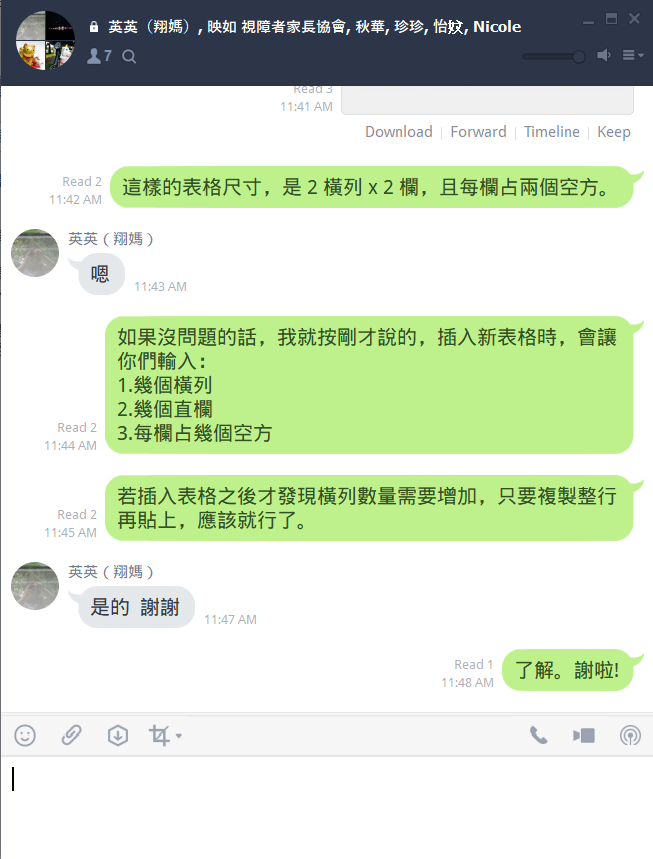 英英（翔媽）, 映如 視障者家長協會, 秋華, 珍珍, 怡妏, Nicole
7
Read 3
11:41 AM
Download | Forward | Timeline | Keep
Read 2
11:42 AM
這樣的表格尺寸，是 2 橫列 x 2 欄，且每欄占兩個空方。
英英（翔媽）
嗯
11:43 AM
如果沒問題的話，我就按剛才說的，插入新表格時，會讓
你們輸入：
1.幾個橫列
2.幾個直欄
3.每欄占幾個空方
Read 2
11:44 AM
若插入表格之後才發現橫列數量需要增加，只要複製整行
再貼上，應該就行了。
Read 2
11:45 AM
英英（翔媽）
是的 謝謝
11:47 AM
Read 1
11:48 AM
了解。謝啦!